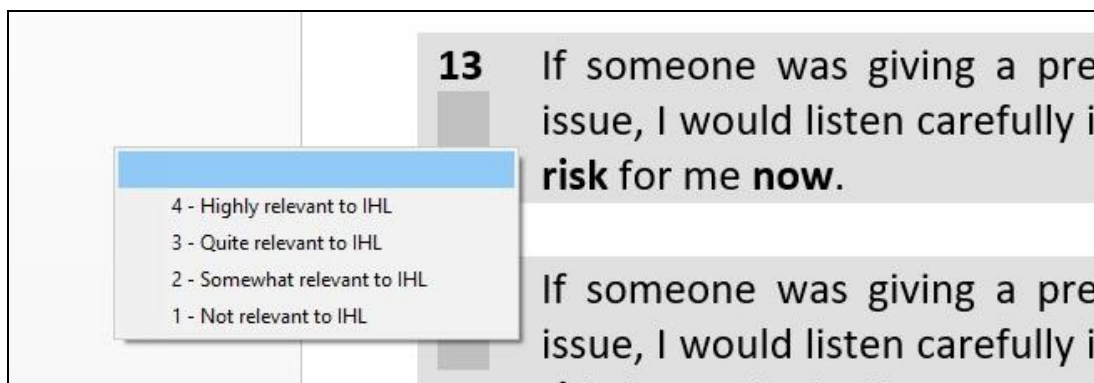 13 If someone was giving a pre
issue, I would listen carefully i
risk for me now.
4 - Highly relevant to IHL
3 - Quite relevant to IHL
2 - Somewhat relevant to IHL
1 - Not relevant to IHL
If someone was giving a pre
issue, I would listen carefully i